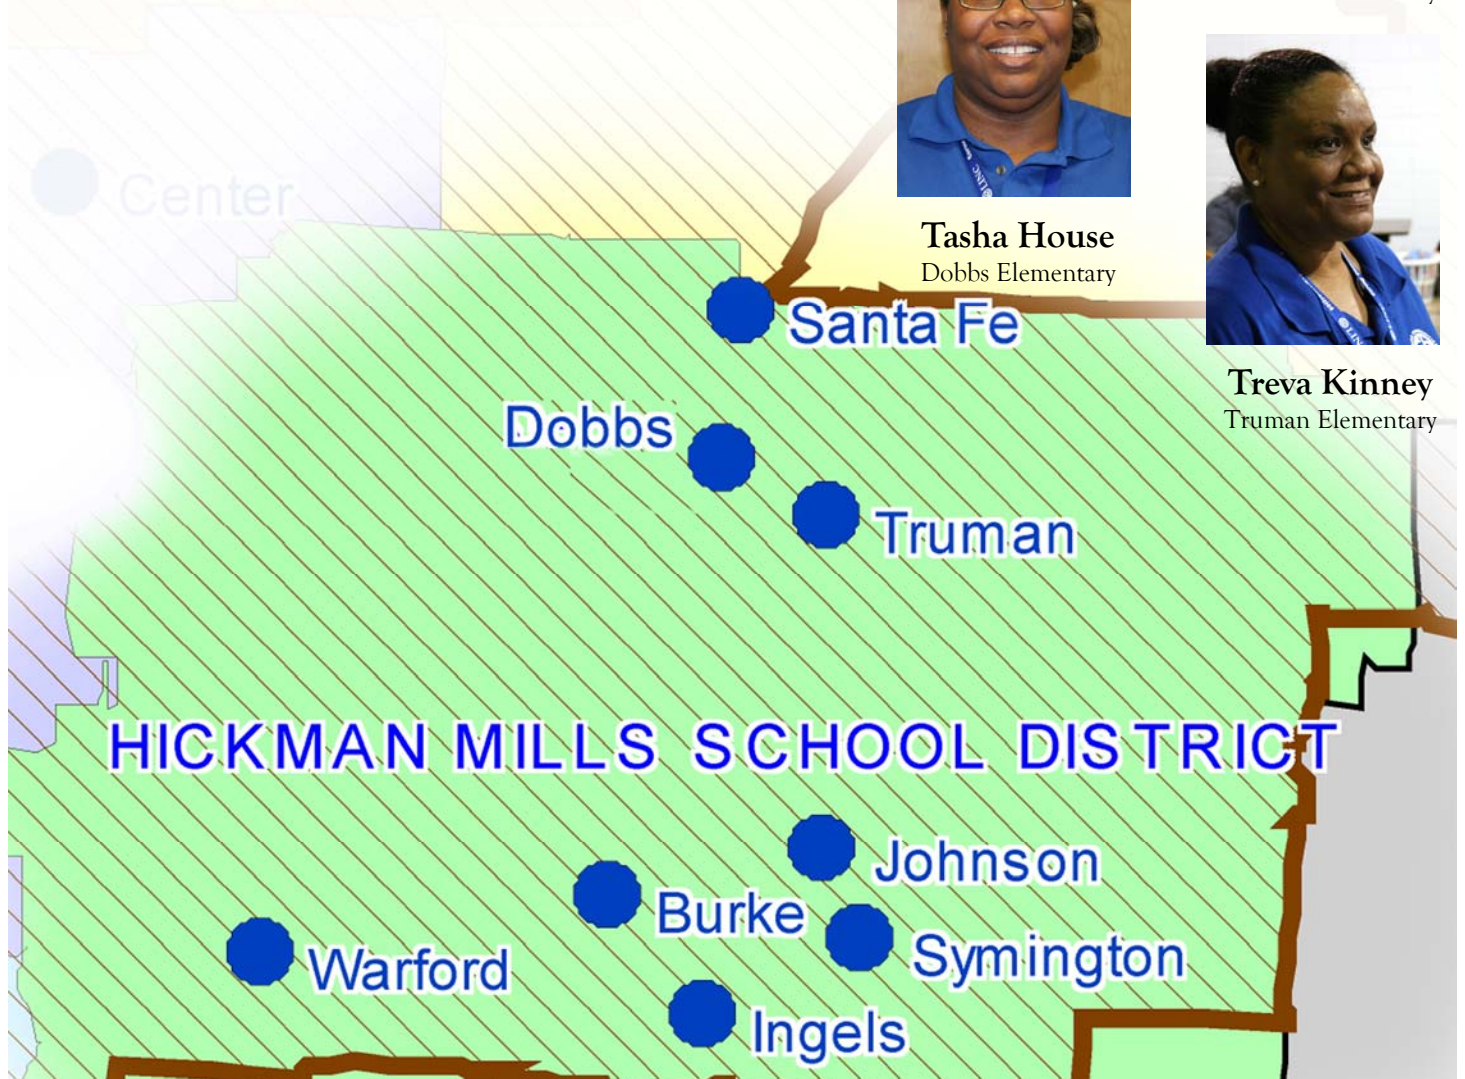 Center
Tasha House
Dobbs Elementary
Santa Fe
Treva Kinney
Truman Elementary
Dobbs
Truman
HICKMAN MILLS SCHOOL DISTRICT
Johnson
Burke
Symington
Warford
Ingels
LINC